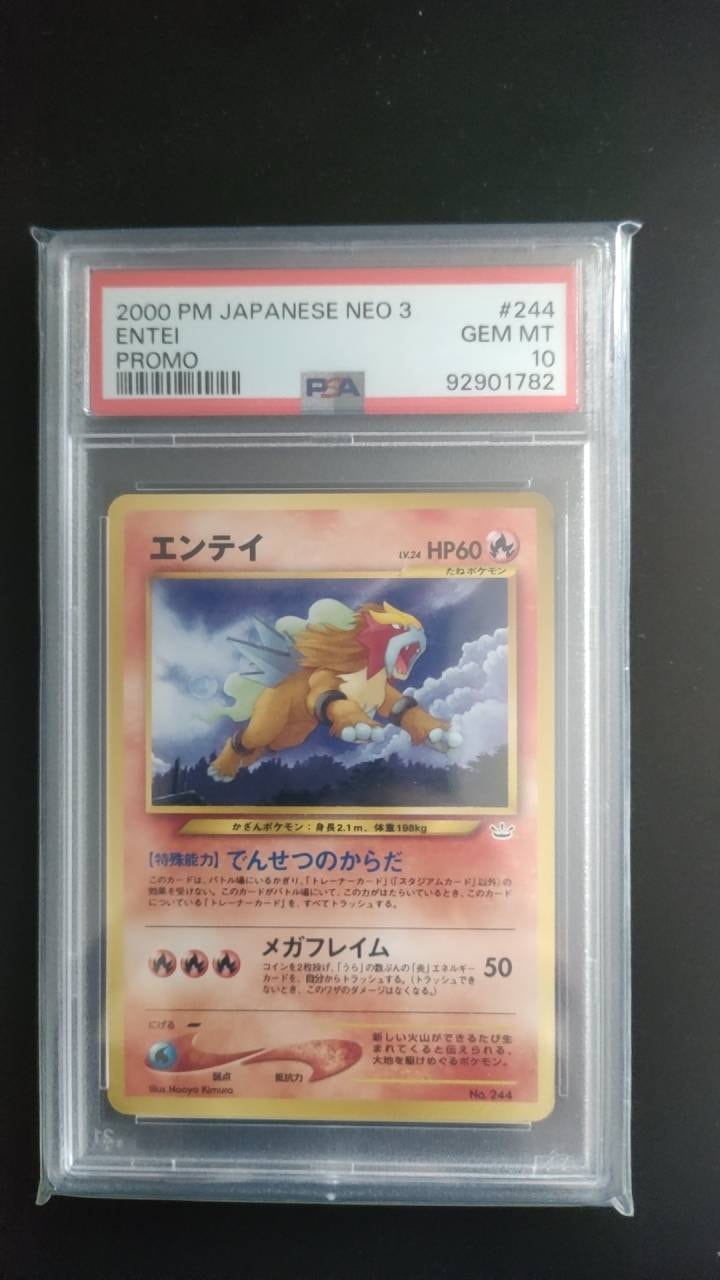 2000 PM JAPANESE NEO 3 #244
ENTEI GEM MT
PROMO 10
PSA 92901782
エンテイ LV.24 HP60
たねポケモン
かざんポケモン：身長2.1m、体重198kg
【特殊能力】でんせつのからだ
このカードは、バトル場にいるかぎり、「トレーナーカード」（「スタジアムカード」以外）の
効果を受けない。このカードがバトル場にいて、この力がはたらいているとき、このカード
についている「トレーナーカード」を、すべてトラッシュする。
メガフレイム 50
コインを2枚投げ、「うら」の数ぶんの「炎」エネルギー
カードを、自分からトラッシュする。（トラッシュでき
ないとき、このワザのダメージはなくなる。）
にげる
弱点 抵抗力
新しい火山ができるたび生
まれてくると伝えられる、
大地を駆けめぐるポケモン。
Illus. Naoyo Kimura No. 244